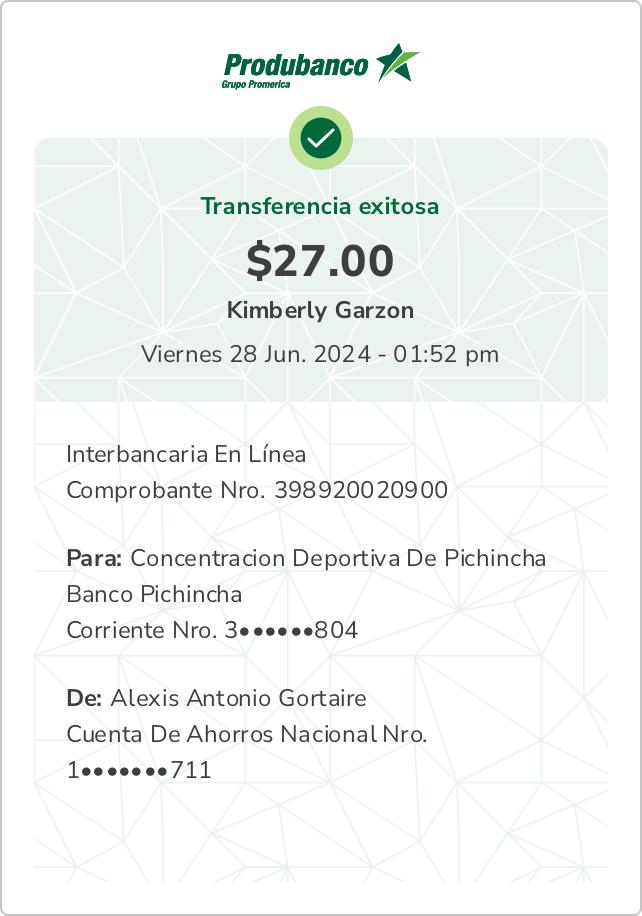 Produbanco
Grupo Promerica
Transferencia exitosa
$27.00
Kimberly Garzon
Viernes 28 Jun. 2024 - 01:52 pm
Interbancaria En Línea
Comprobante Nro. 398920020900
Para: Concentracion Deportiva De Pichincha
Banco Pichincha
Corriente Nro. 3••••••804
De: Alexis Antonio Gortaire
Cuenta De Ahorros Nacional Nro.
1•••••••711